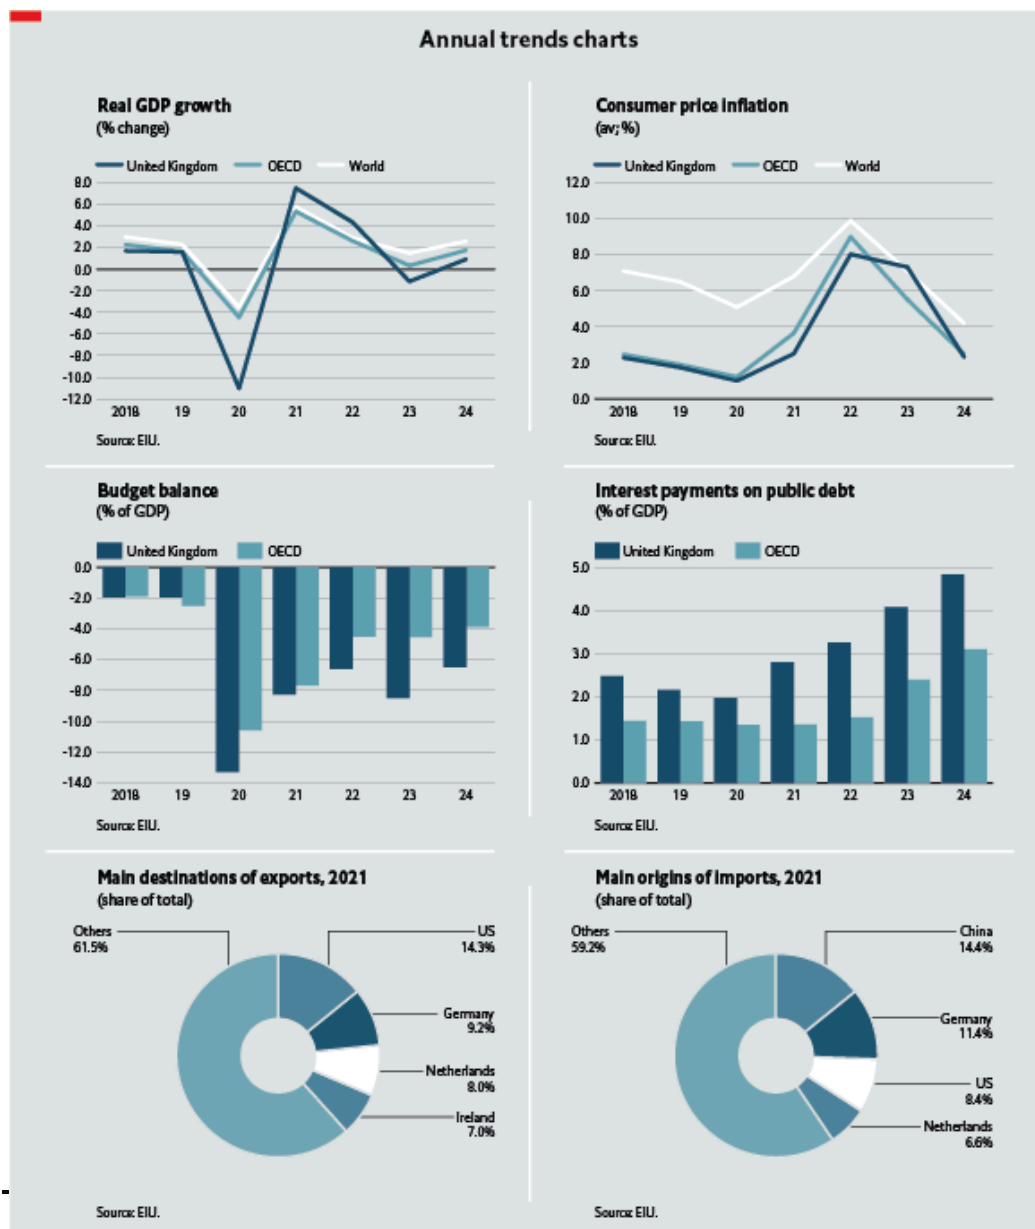 Annual trends charts
Real GDP growth
(% change)
United Kingdom OECD World
8.0
6.0
4.0
2.0
0.0
-2.0
-4.0
-6.0
-8.0
-10.0
-12.0
2018 19 20 21 22 23 24
Source: EIU.
Consumer price inflation
(av; %)
United Kingdom OECD World
12.0
10.0
8.0
6.0
4.0
2.0
0.0
2018 19 20 21 22 23 24
Source: EIU.
Budget balance
(% of GDP)
United Kingdom OECD
0.0
-2.0
-4.0
-6.0
-8.0
-10.0
-12.0
-14.0
2018 19 20 21 22 23 24
Source: EIU.
Interest payments on public debt
(% of GDP)
United Kingdom OECD
5.0
4.0
3.0
2.0
1.0
0.0
2018 19 20 21 22 23 24
Source: EIU.
Main destinations of exports, 2021
(share of total)
Others
61.5%
US
14.3%
Germany
9.2%
Netherlands
8.0%
Ireland
7.0%
Source: EIU.
Main origins of imports, 2021
(share of total)
Others
59.2%
China
14.4%
Germany
11.4%
US
8.4%
Netherlands
6.6%
Source: EIU.